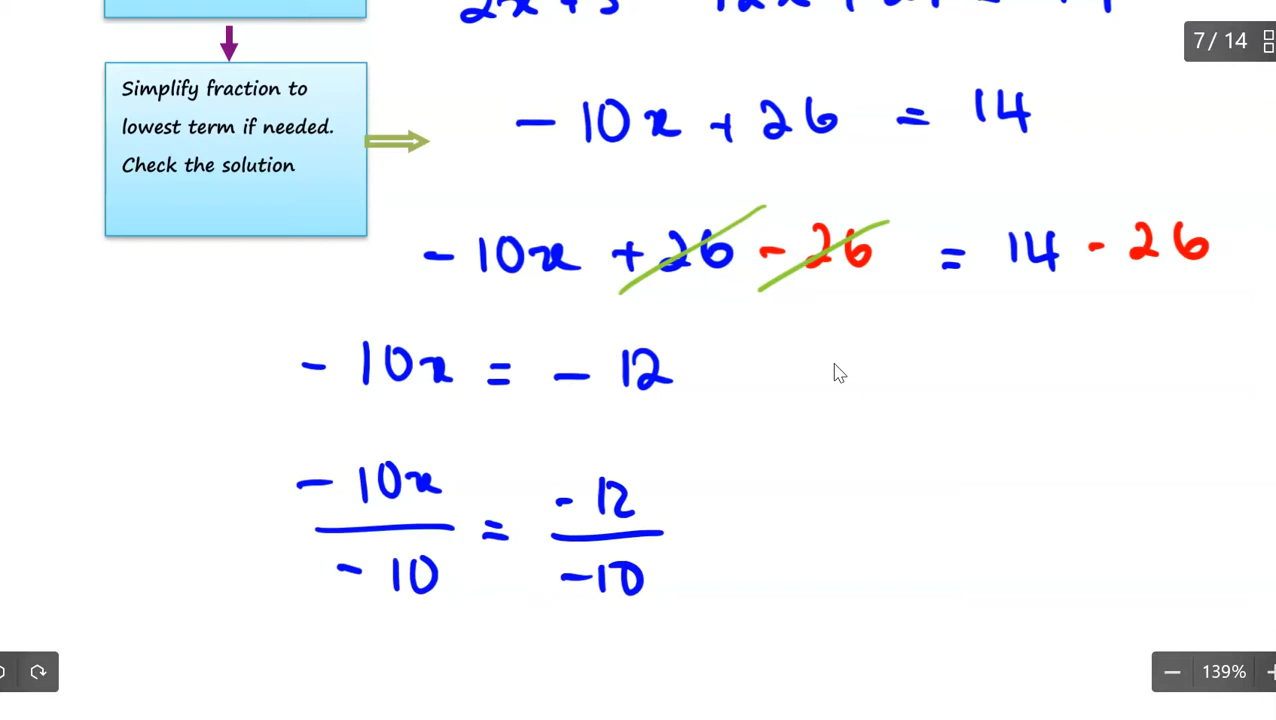 7 / 14
Simplify fraction to
lowest term if needed.
Check the solution
- 10x + 26 = 14
- 10x + 26 - 26 = 14 - 26
- 10x = - 12
- 10x / - 10 = - 12 / -10
139%